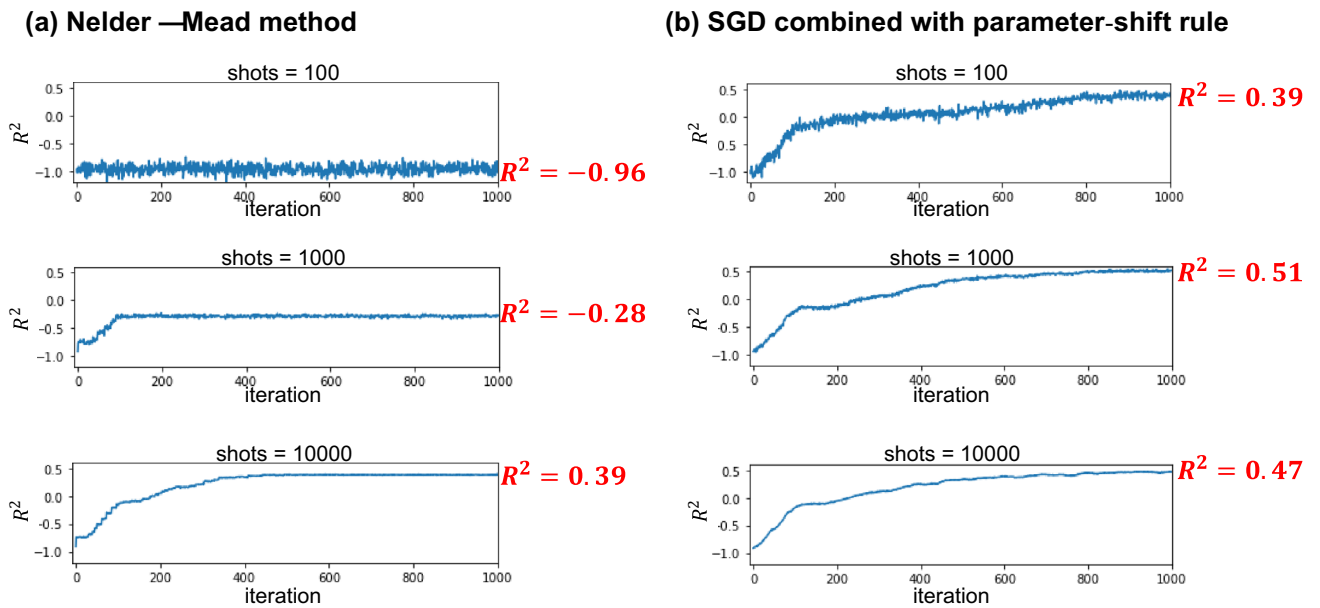 (a) Nelder —Mead method
shots = 100
0.5
0.0
−0.5
−1.0
R²
0 200 400 600 800 1000
iteration
R² = −0.96
shots = 1000
0.5
0.0
−0.5
−1.0
R²
0 200 400 600 800 1000
iteration
R² = −0.28
shots = 10000
0.5
0.0
−0.5
−1.0
R²
0 200 400 600 800 1000
iteration
R² = 0.39
(b) SGD combined with parameter-shift rule
shots = 100
0.5
0.0
0.5
−1.0
R²
0 200 400 600 800 1000
iteration
R² = 0.39
shots = 1000
0.5
0.0
−0.5
−1.0
R²
0 200 400 600 800 1000
iteration
R² = 0.51
shots = 10000
0.5
0.0
-0.5
−1.0
R²
0 200 400 600 800 1000
iteration
R² = 0.47